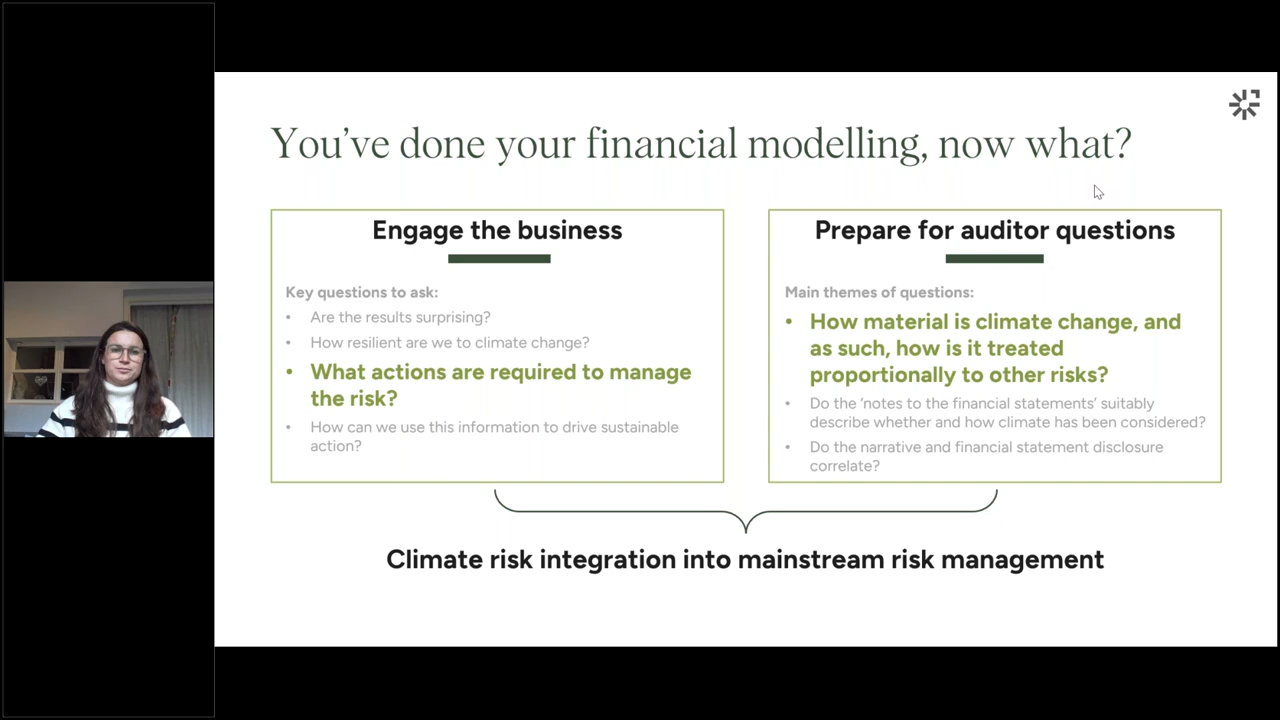 You’ve done your financial modelling, now what?
Engage the business
Key questions to ask:
• Are the results surprising?
• How resilient are we to climate change?
• What actions are required to manage
the risk?
• How can we use this information to drive sustainable
action?
Prepare for auditor questions
Main themes of questions:
• How material is climate change, and
as such, how is it treated
proportionally to other risks?
• Do the ‘notes to the financial statements’ suitably
describe whether and how climate has been considered?
• Do the narrative and financial statement disclosure
correlate?
Climate risk integration into mainstream risk management